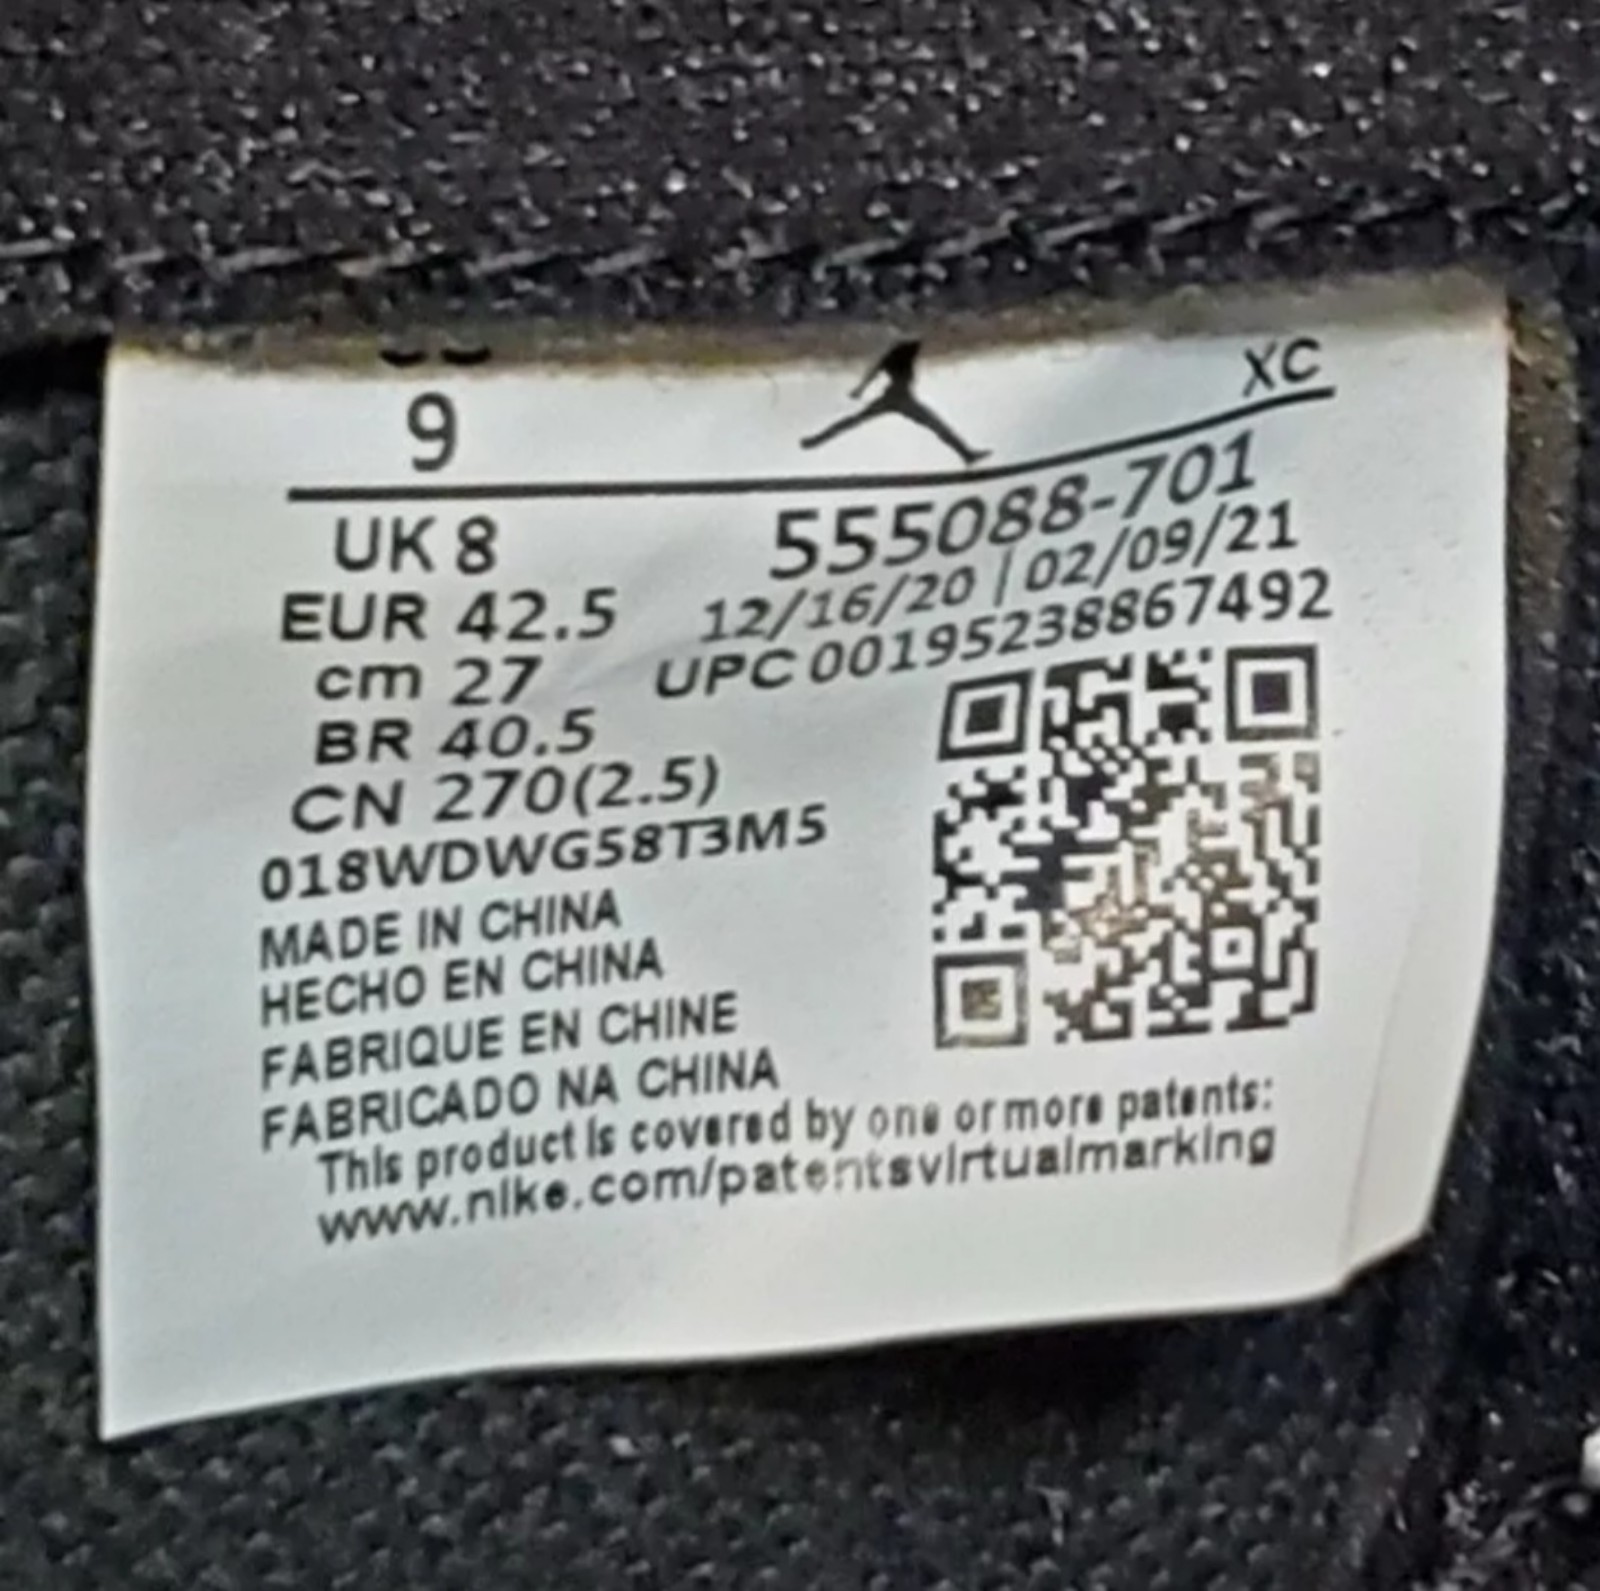 9
XC
UK 8
EUR 42.5
cm 27
BR 40.5
CN 270(2.5)
555088-701
12/16/20 | 02/09/21
UPC 00195238867492
018WDWG58T3M5
MADE IN CHINA
HECHO EN CHINA
FABRIQUE EN CHINE
FABRICADO NA CHINA
This product is covered by one or more patents:
www.nike.com/patentsvirtualmarking